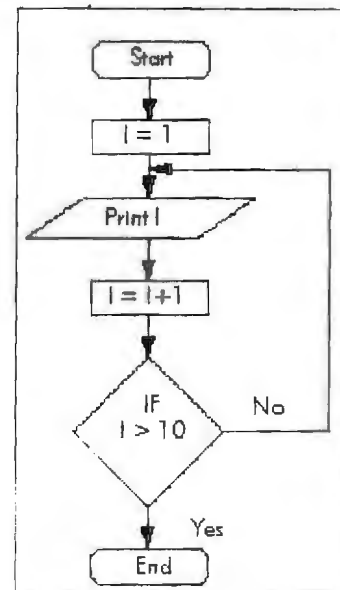 Start
I = 1
Print I
I = I+1
IF
I > 10
No
Yes
End